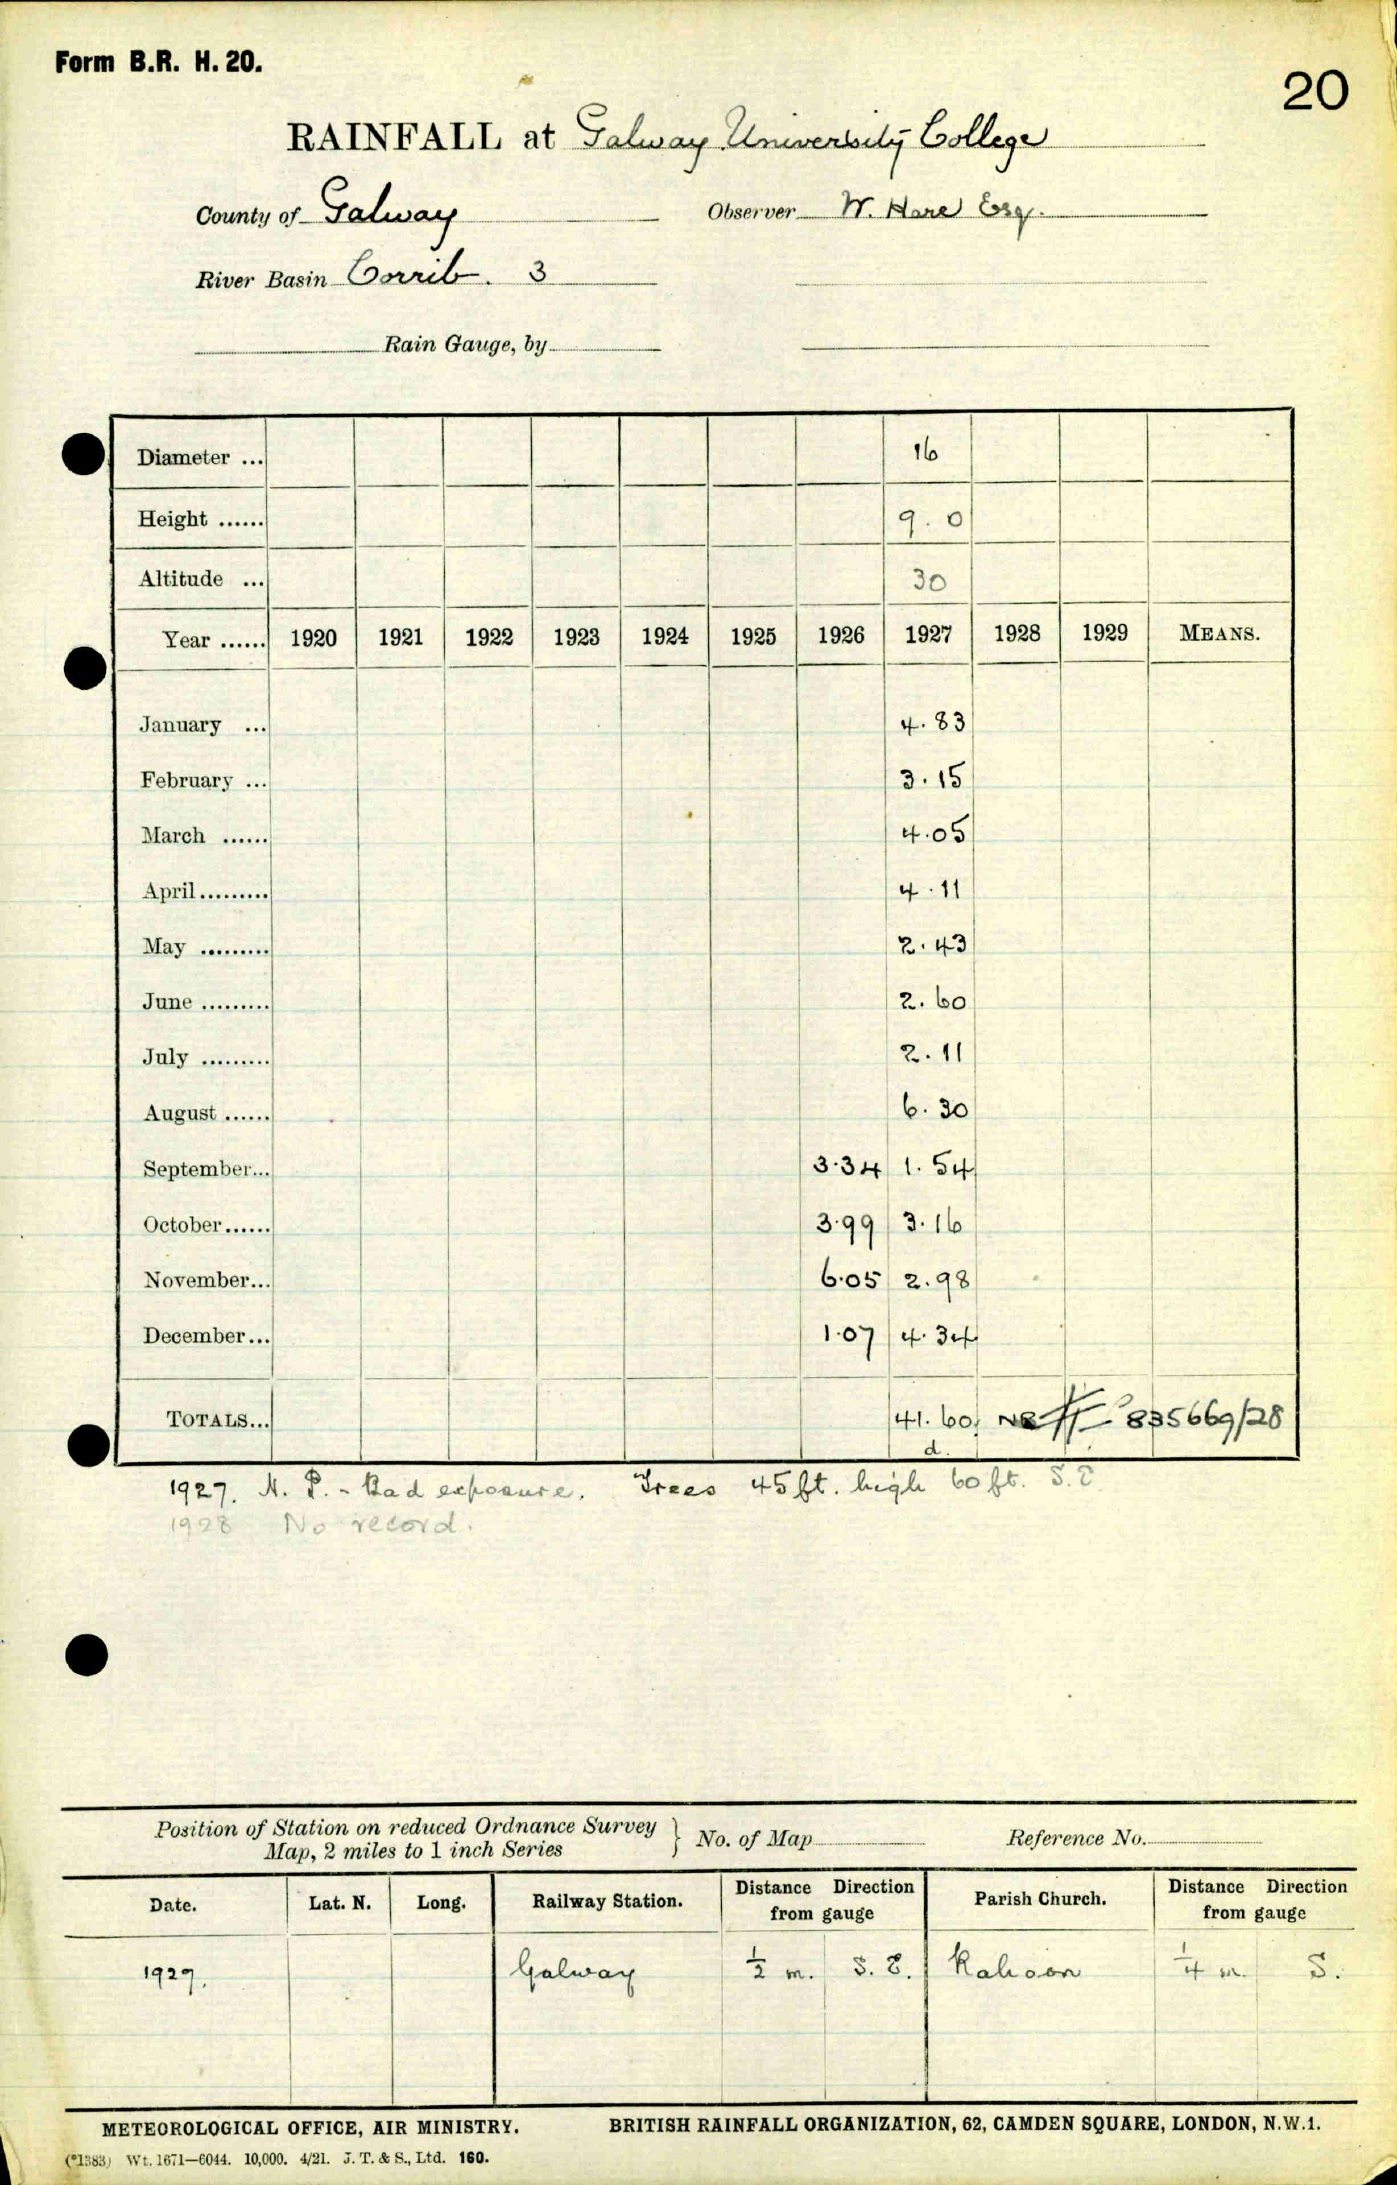 Form B.R. H. 20.
20
RAINFALL at Galway University College
County of Galway Observer W. Hare Esq.
River Basin Corrib. 3
Rain Gauge, by
Diameter ... 16
Height ...... 9.0
Altitude ... 30
Year ...... 1920 1921 1922 1923 1924 1925 1926 1927 1928 1929 MEANS.
January ... 4.83
February ... 3.15
March ...... 4.05
April ......... 4.11
May ......... 2.43
June ......... 2.60
July ......... 2.11
August ...... 6.30
September... 3.34 1.54
October...... 3.99 3.16
November... 6.05 2.98
December... 1.07 4.34
TOTALS... 41.60 835669/28
d.
1927. N. P. - Bad exposure. Trees 45 ft. high 60 ft. S.E
1928 No record.
Position of Station on reduced Ordnance Survey
Map, 2 miles to 1 inch Series } No. of Map Reference No.
Date. Lat. N. Long. Railway Station. Distance Direction from gauge Parish Church. Distance Direction from gauge
1927. Galway 1/2 m. S. E. Rahoon 1/4 m. S.
METEOROLOGICAL OFFICE, AIR MINISTRY. BRITISH RAINFALL ORGANIZATION, 62, CAMDEN SQUARE, LONDON, N.W.1.
(*1383) Wt. 1671—6044. 10,000. 4/21. J. T. & S., Ltd. 160.